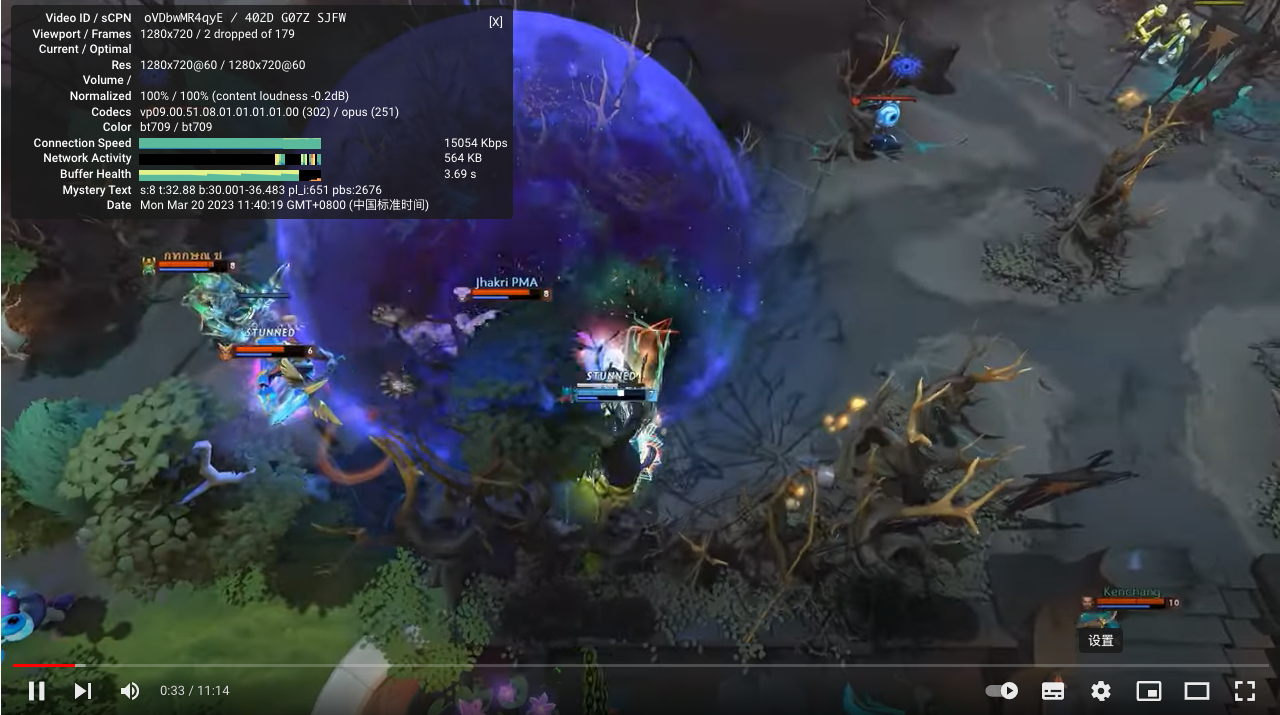 Video ID / sCPN oVDbwMR4qyE / 402D G07Z SJFW [X]
Viewport / Frames 1280x720 / 2 dropped of 179
Current / Optimal
Res 1280x720@60 / 1280x720@60
Volume /
Normalized 100% / 100% (content loudness -0.2dB)
Codecs vp09.00.51.08.01.01.01.01.00 (302) / opus (251)
Color bt709 / bt709
Connection Speed 15054 Kbps
Network Activity 564 KB
Buffer Health 3.69 s
Mystery Text s:8 t:32.88 b:30.001-36.483 pl_i:651 pbs:2676
Date Mon Mar 20 2023 11:40:19 GMT+0800 (中国标准时间)
8
Jhakri PMA
8
STUNNED
6
STUNNED
7
Kenchang
10
设置
0:33 / 11:14